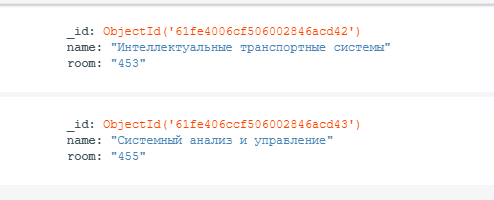 _id: ObjectId('61fe4006cf506002846acd42')
name: "Интеллектуальные транспортные системы"
room: "453"
_id: ObjectId('61fe406ccf506002846acd43')
name: "Системный анализ и управление"
room: "455"